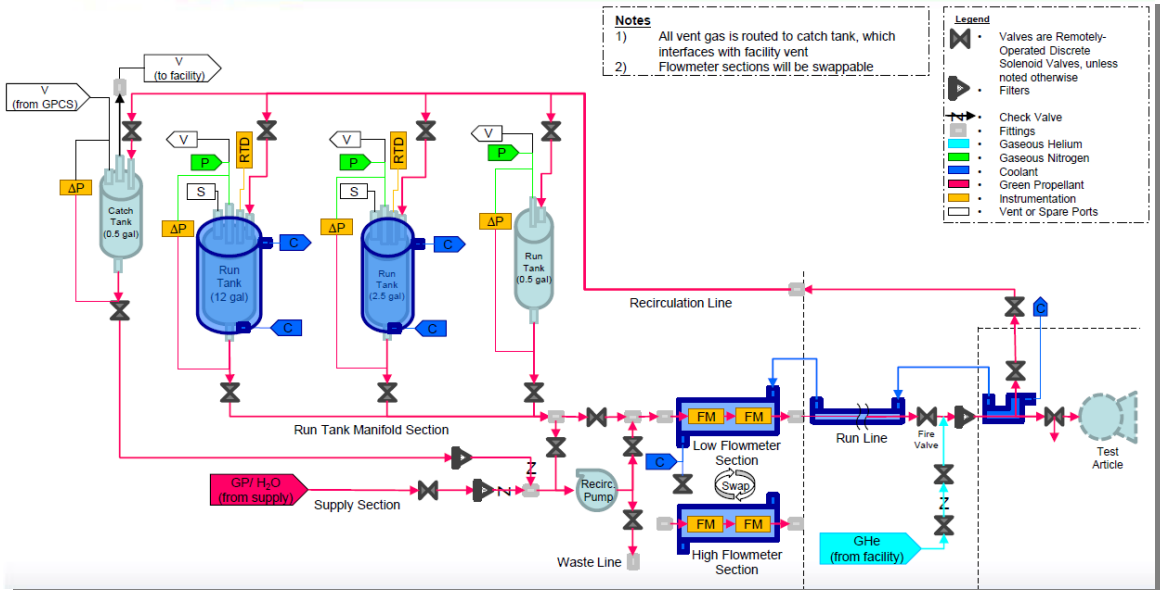 Notes
1) All vent gas is routed to catch tank, which
interfaces with facility vent
2) Flowmeter sections will be swappable
Legend
• Valves are Remotely-
Operated Discrete
Solenoid Valves, unless
noted otherwise
• Filters
Z • Check Valve
• Fittings
• Gaseous Helium
• Gaseous Nitrogen
• Coolant
• Green Propellant
• Instrumentation
• Vent or Spare Ports
V
(to facility)
V
(from GPCS)
V
P
RTD
S
V
P
RTD
S
V
P
ΔP
ΔP
ΔP
ΔP
Catch
Tank
(0.5 gal)
Run
Tank
(12 gal)
C
C
Run
Tank
(2.5 gal)
C
C
Run
Tank
(0.5 gal)
Recirculation Line
C
Run Tank Manifold Section
FM FM
Low Flowmeter
Section
C
Run Line
Fire
Valve
Test
Article
Z
GP/ H₂O
(from supply)
Supply Section
Z
Recirc.
Pump
Swap
Z
FM FM
High Flowmeter
Section
Waste Line
GHe
(from facility)